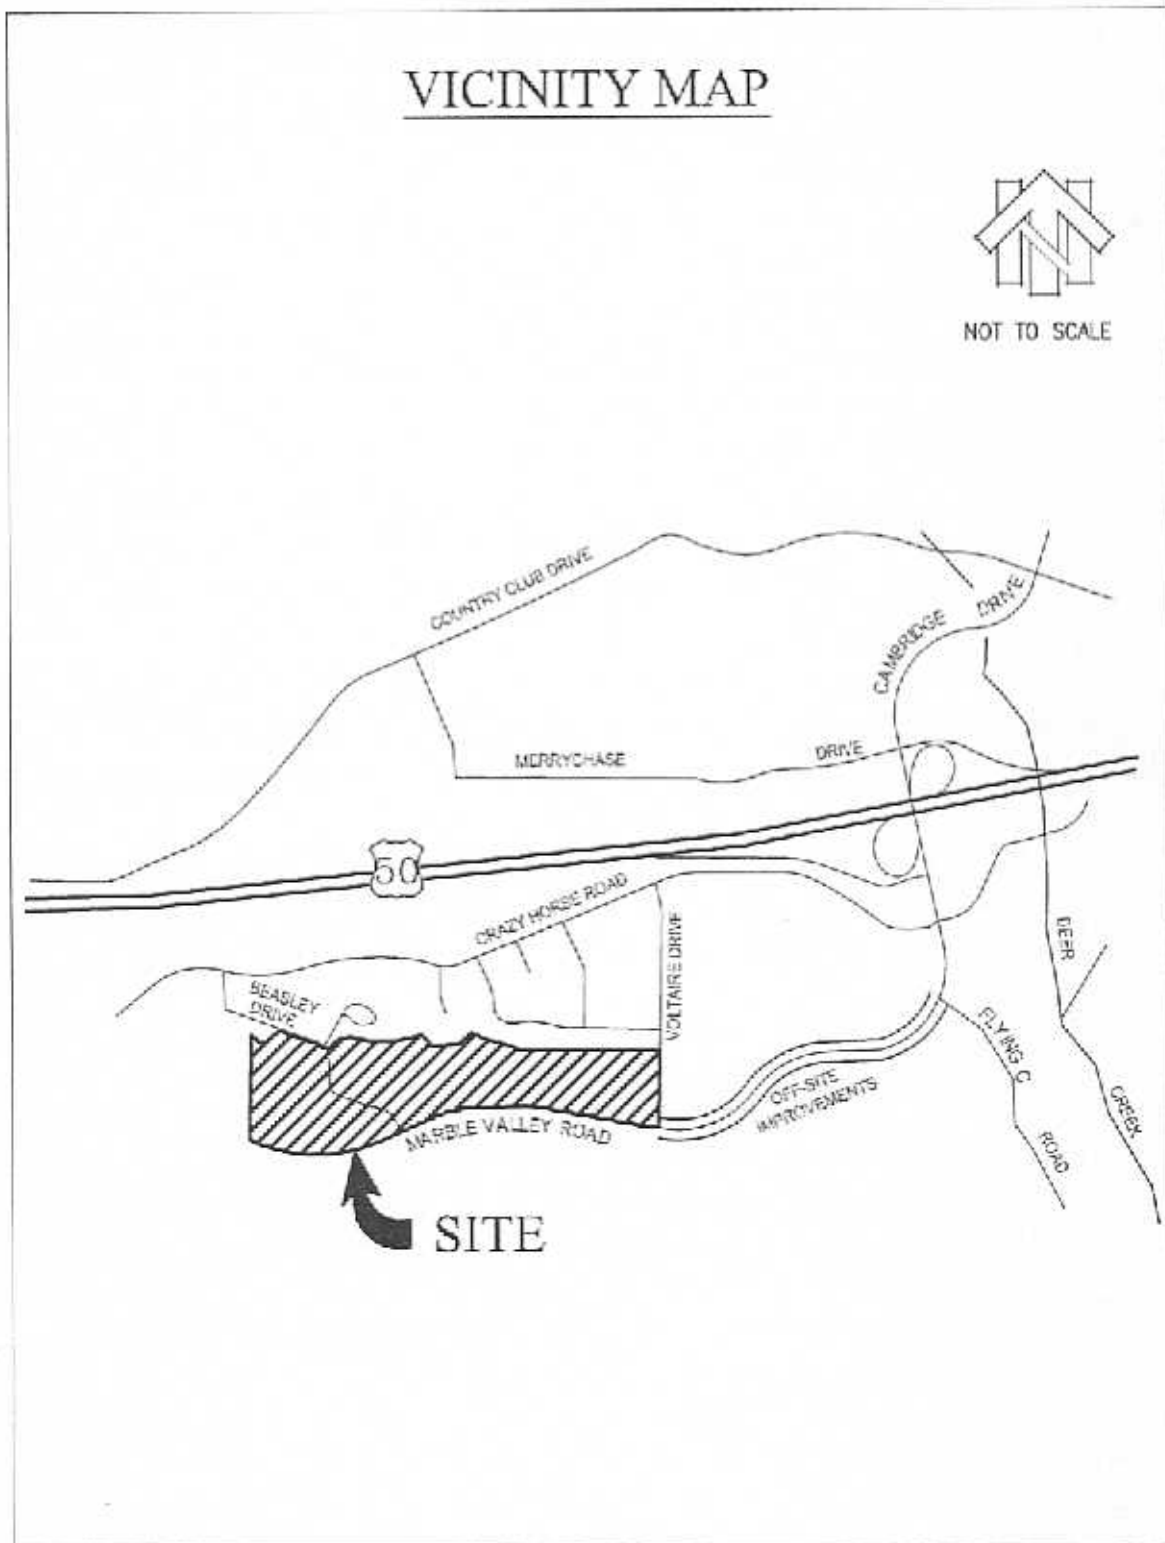 VICINITY MAP
N
NOT TO SCALE
COUNTRY CLUB DRIVE
CAMBRIDGE DRIVE
MERRYCHASE DRIVE
50
CRAZY HORSE ROAD
VOLTAIRE DRIVE
BEASLEY
DRIVE
DEER CREEK
FLYING C ROAD
OFF-SITE
IMPROVEMENTS
MARBLE VALLEY ROAD
SITE